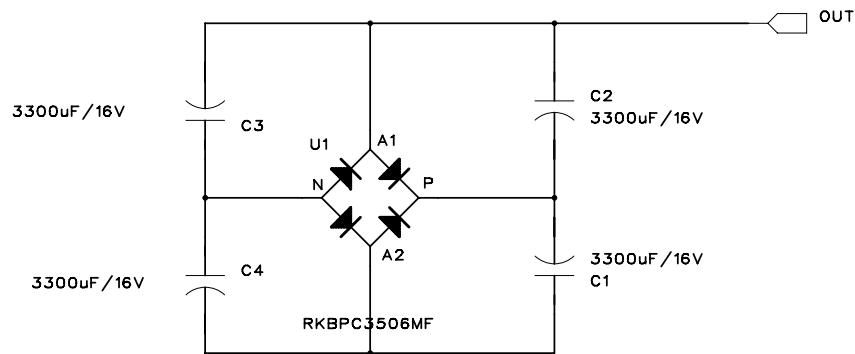 OUT
3300uF/16V
C3
C2
3300uF/16V
U1
A1
N
P
A2
C4
3300uF/16V
3300uF/16V
C1
RKBPC3506MF